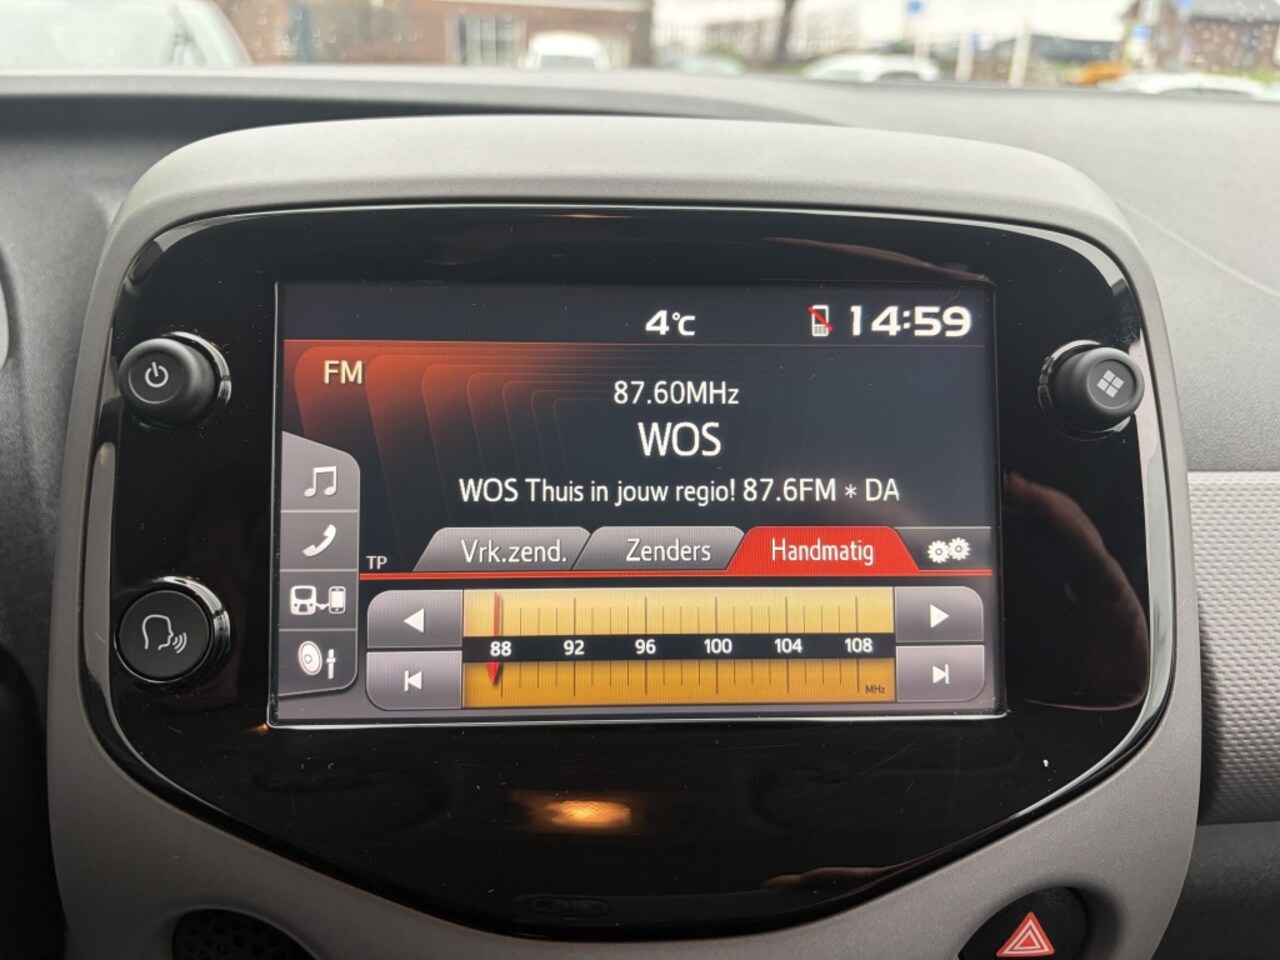 4°C
14:59
FM
87.60MHz
WOS
WOS Thuis in jouw regio! 87.6FM * DA
TP
Vrk.zend.
Zenders
Handmatig
88 92 96 100 104 108
MHz